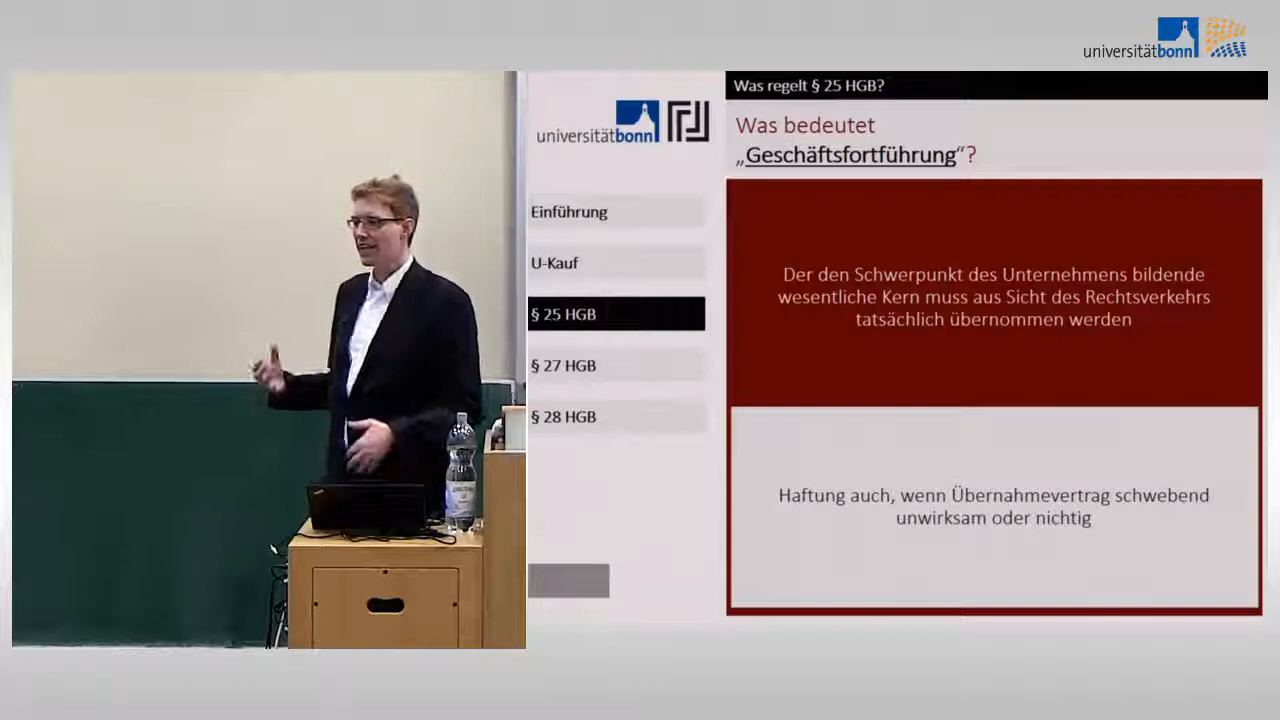 universitätbonn
Was regelt § 25 HGB?
universitätbonn
Was bedeutet
„Geschäftsfortführung“?
Einführung
U-Kauf
§ 25 HGB
§ 27 HGB
§ 28 HGB
Der den Schwerpunkt des Unternehmens bildende
wesentliche Kern muss aus Sicht des Rechtsverkehrs
tatsächlich übernommen werden
Haftung auch, wenn Übernahmevertrag schwebend
unwirksam oder nichtig